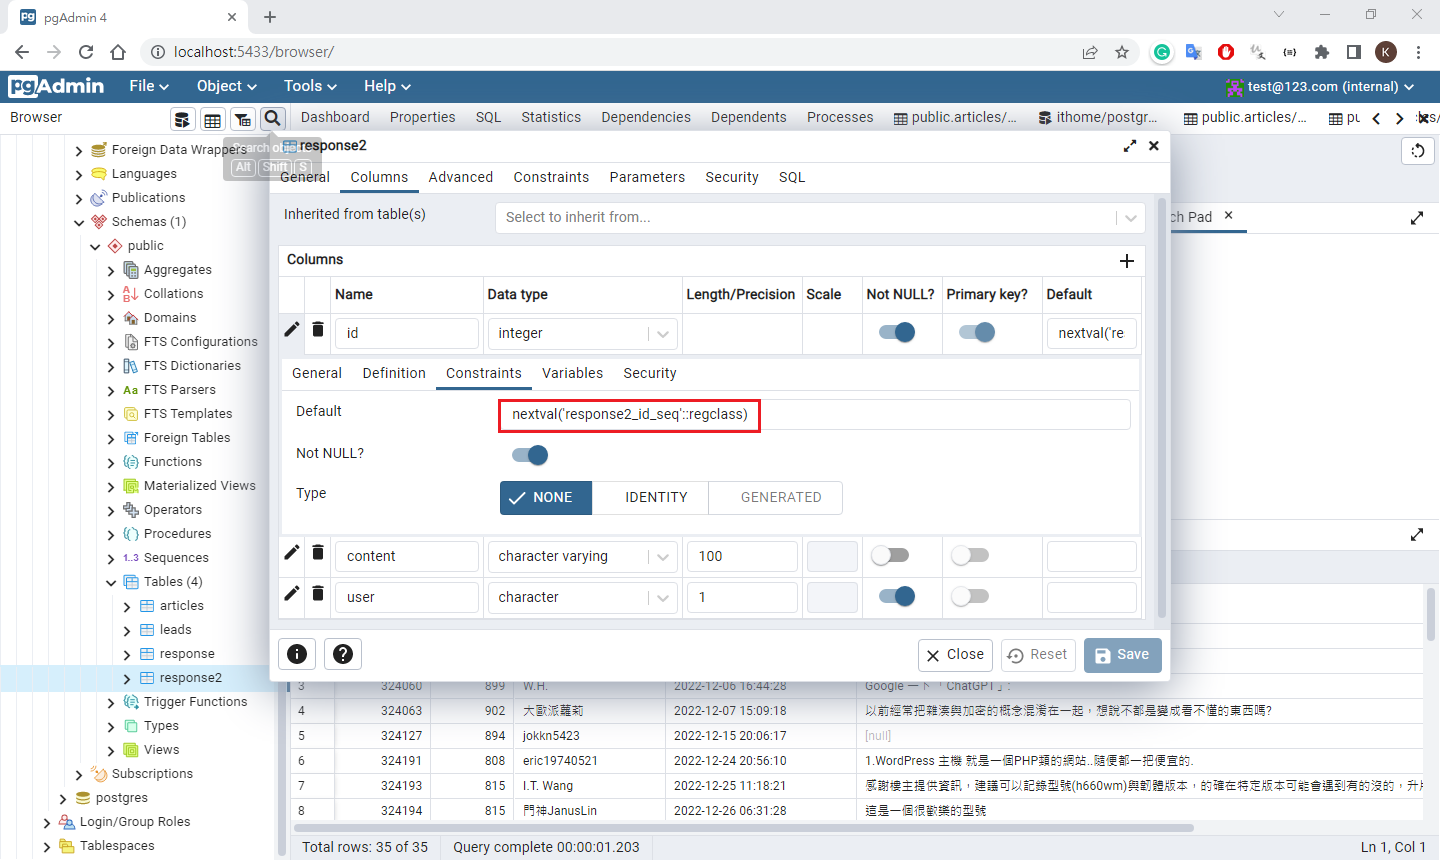 pgAdmin 4
localhost:5433/browser/
K
pgAdmin File Object Tools Help test@123.com (internal)
Browser Dashboard Properties SQL Statistics Dependencies Dependents Processes public.articles/... ithome/postgr... public.articles/...
Search objects
Alt Shift S
response2
General Columns Advanced Constraints Parameters Security SQL
Inherited from table(s) Select to inherit from...
Columns
Name Data type Length/Precision Scale Not NULL? Primary key? Default
id integer nextval('re
General Definition Constraints Variables Security
Default nextval('response2_id_seq'::regclass)
Not NULL?
Type NONE IDENTITY GENERATED
content character varying 100
user character 1
Close Reset Save
ch Pad
Foreign Data Wrappers
Languages
Publications
Schemas (1)
public
Aggregates
Collations
Domains
FTS Configurations
FTS Dictionaries
Aa FTS Parsers
FTS Templates
Foreign Tables
Functions
Materialized Views
Operators
Procedures
1..3 Sequences
Tables (4)
articles
leads
response
response2
Trigger Functions
Types
Views
Subscriptions
postgres
Login/Group Roles
Tablespaces
3 324060 899 W.H. 2022-12-06 16:44:28 Google 一下「ChatGPT」:
4 324063 902 大歐派蘿莉 2022-12-07 15:09:18 以前經常把雜湊與加密的概念混淆在一起，想說不都是變成看不懂的東西嗎?
5 324127 894 jokkn5423 2022-12-15 20:06:17 [null]
6 324191 808 eric19740521 2022-12-24 20:56:10 1.WordPress 主機 就是一個PHP類的網站..隨便都一把便宜的.
7 324193 815 I.T. Wang 2022-12-25 11:18:21 感謝樓主提供資訊，建議可以記錄型號(h660wm)與韌體版本，的確在特定版本可能會遇到有的沒的，升
8 324194 815 門神JanusLin 2022-12-26 06:31:28 這是一個很歡樂的型號
Total rows: 35 of 35 Query complete 00:00:01.203 Ln 1, Col 1